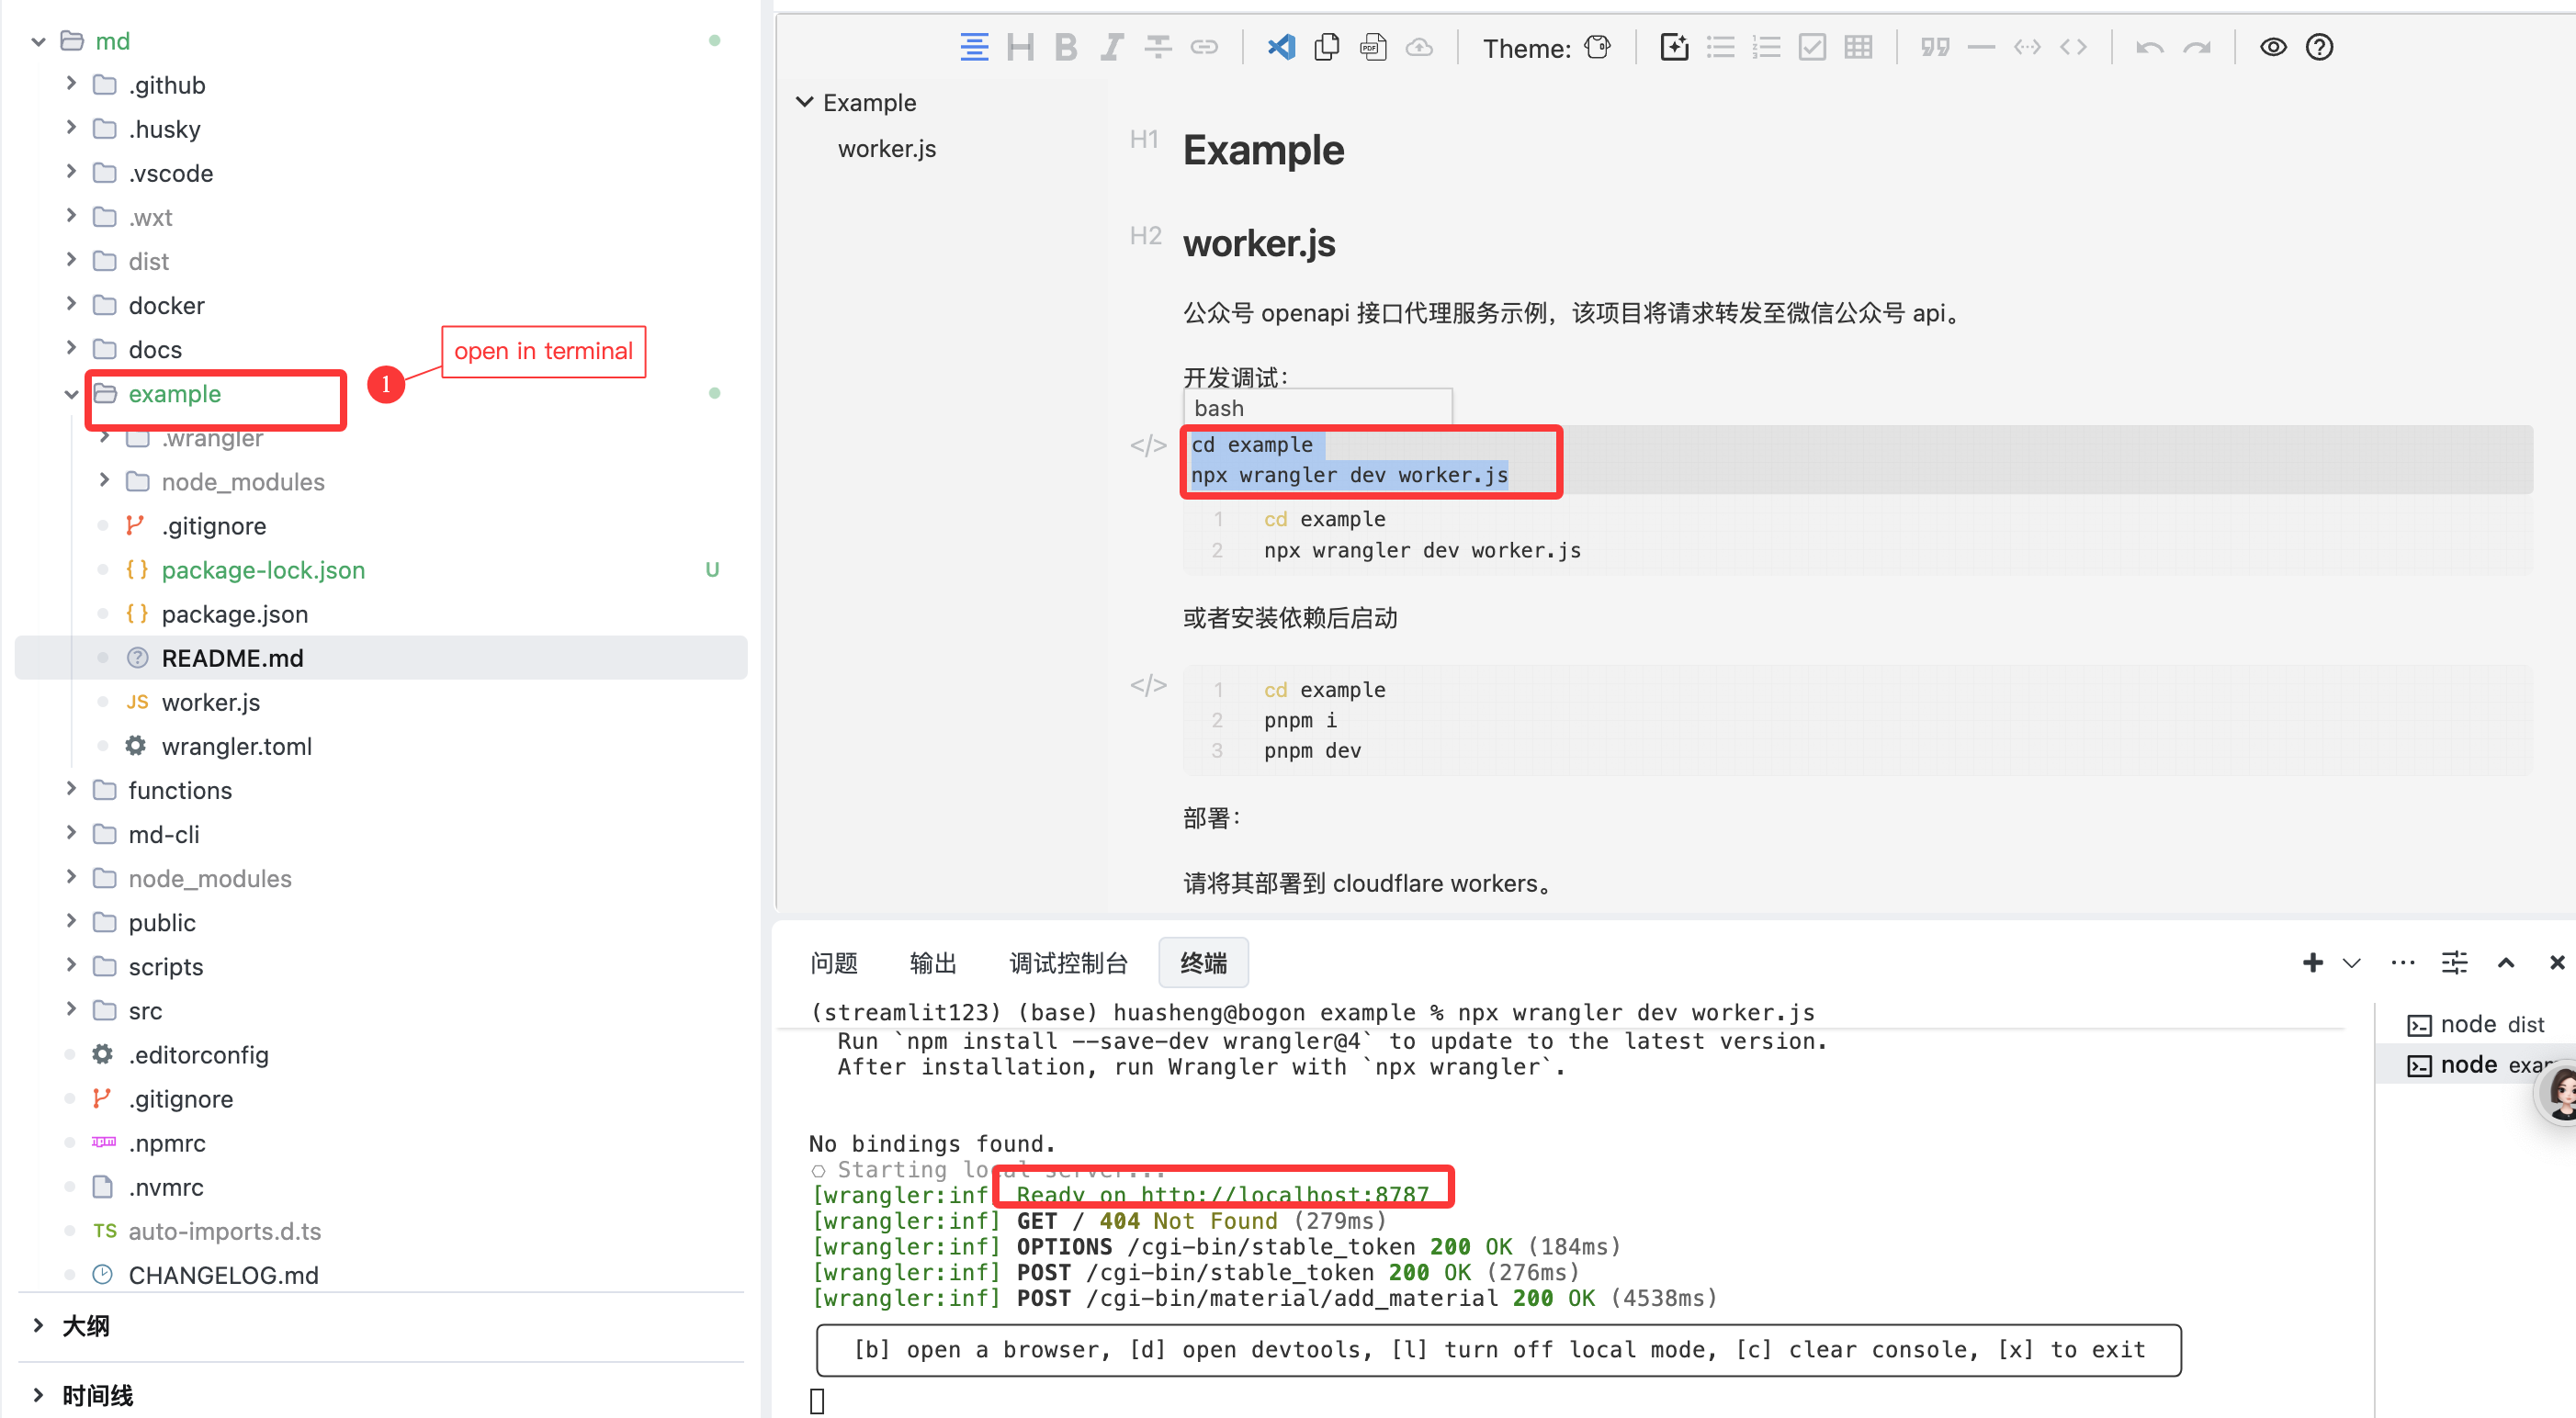 md
.github
.husky
.vscode
.wxt
dist
docker
docs
example
.wrangler
node_modules
.gitignore
package-lock.json U
package.json
README.md
JS worker.js
wrangler.toml
functions
md-cli
node_modules
public
scripts
src
.editorconfig
.gitignore
.npmrc
.nvmrc
TS auto-imports.d.ts
CHANGELOG.md
大纲
时间线
1
open in terminal
Theme:
Example
worker.js
H1 Example
H2 worker.js
公众号 openapi 接口代理服务示例，该项目将请求转发至微信公众号 api。
开发调试：
bash
cd example
npx wrangler dev worker.js
1 cd example
2 npx wrangler dev worker.js
或者安装依赖后启动
1 cd example
2 pnpm i
3 pnpm dev
部署：
请将其部署到 cloudflare workers。
问题 输出 调试控制台 终端
(streamlit123) (base) huasheng@bogon example % npx wrangler dev worker.js
Run `npm install --save-dev wrangler@4` to update to the latest version.
After installation, run Wrangler with `npx wrangler`.
No bindings found.
Starting local server...
[wrangler:inf] Ready on http://localhost:8787
[wrangler:inf] GET / 404 Not Found (279ms)
[wrangler:inf] OPTIONS /cgi-bin/stable_token 200 OK (184ms)
[wrangler:inf] POST /cgi-bin/stable_token 200 OK (276ms)
[wrangler:inf] POST /cgi-bin/material/add_material 200 OK (4538ms)
[b] open a browser, [d] open devtools, [l] turn off local mode, [c] clear console, [x] to exit
node dist
node